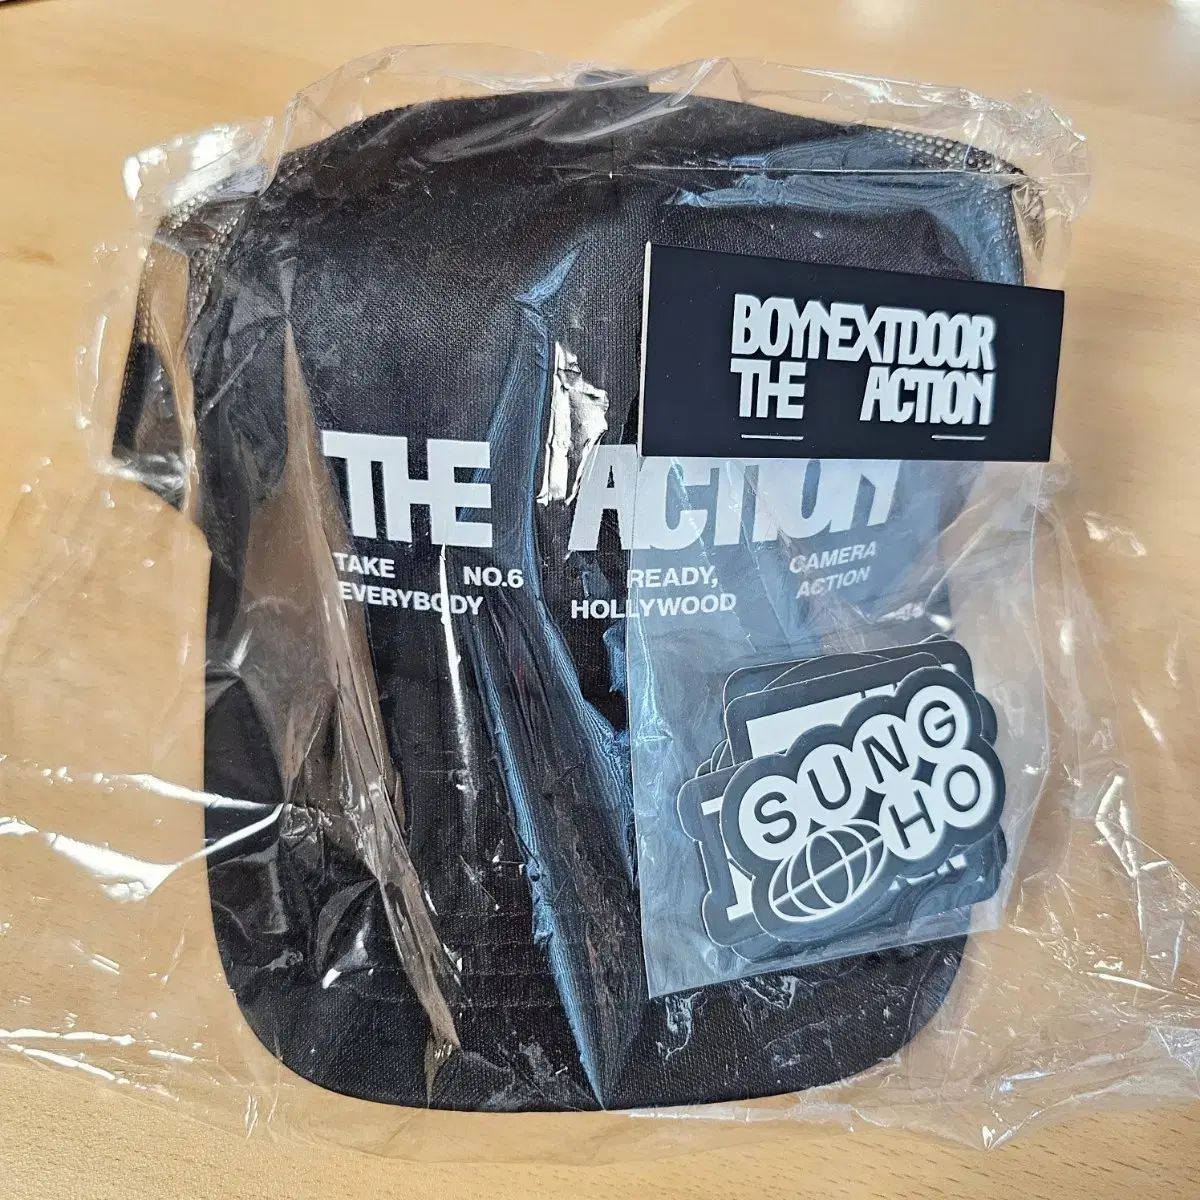 BOYNEXTDOOR
THE ACTION
THE ACTION
TAKE NO.6 READY, CAMERA
EVERYBODY HOLLYWOOD ACTION
SUNG
HO